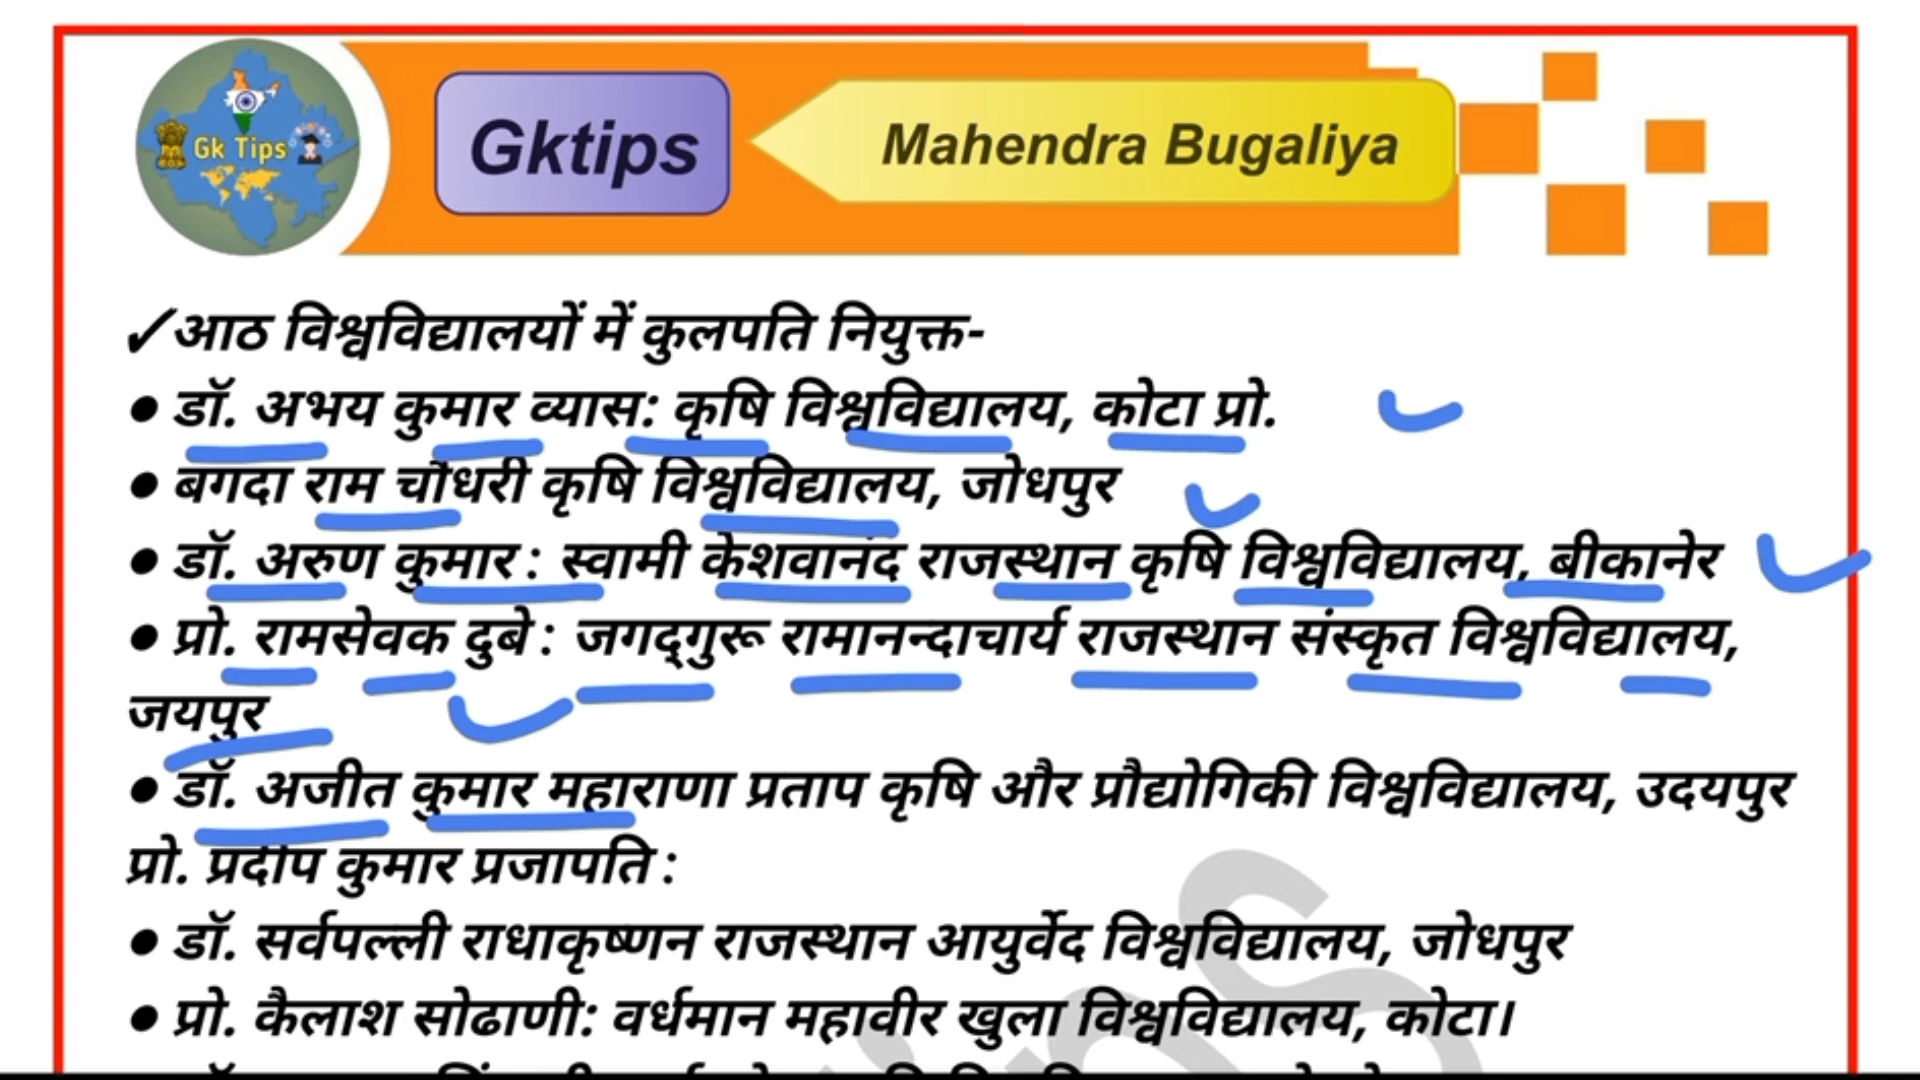 Gk Tips
Gktips
Mahendra Bugaliya
✓आठ विश्वविद्यालयों में कुलपति नियुक्त-
● डॉ. अभय कुमार व्यास: कृषि विश्वविद्यालय, कोटा प्रो.
● बगदा राम चौधरी कृषि विश्वविद्यालय, जोधपुर
● डॉ. अरुण कुमार : स्वामी केशवानंद राजस्थान कृषि विश्वविद्यालय, बीकानेर
● प्रो. रामसेवक दुबे : जगद्‌गुरू रामानन्दाचार्य राजस्थान संस्कृत विश्वविद्यालय,
जयपुर
● डॉ. अजीत कुमार महाराणा प्रताप कृषि और प्रौद्योगिकी विश्वविद्यालय, उदयपुर
प्रो. प्रदीप कुमार प्रजापति :
● डॉ. सर्वपल्ली राधाकृष्णन राजस्थान आयुर्वेद विश्वविद्यालय, जोधपुर
● प्रो. कैलाश सोढाणी: वर्धमान महावीर खुला विश्वविद्यालय, कोटा।